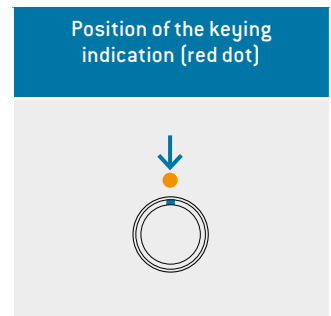 Position of the keying
indication (red dot)